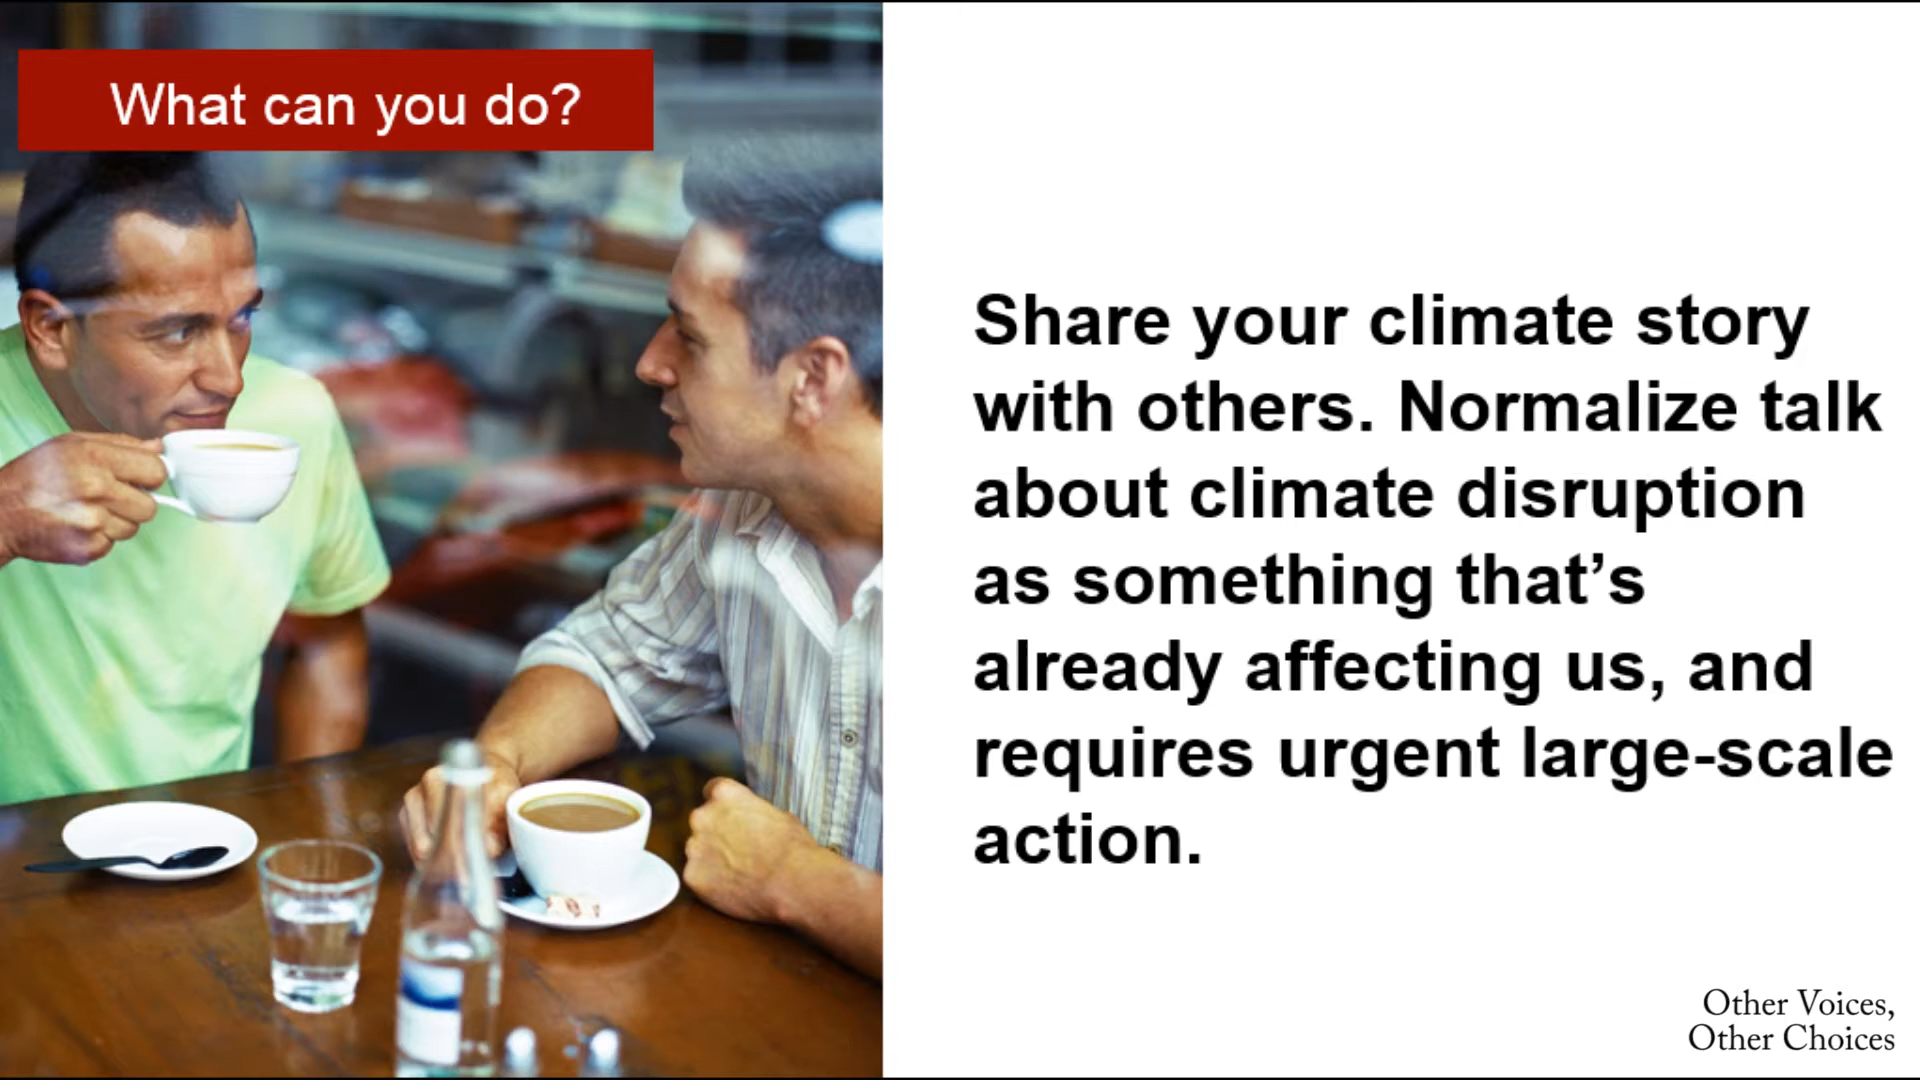 What can you do?
Share your climate story
with others. Normalize talk
about climate disruption
as something that’s
already affecting us, and
requires urgent large-scale
action.
Other Voices,
Other Choices